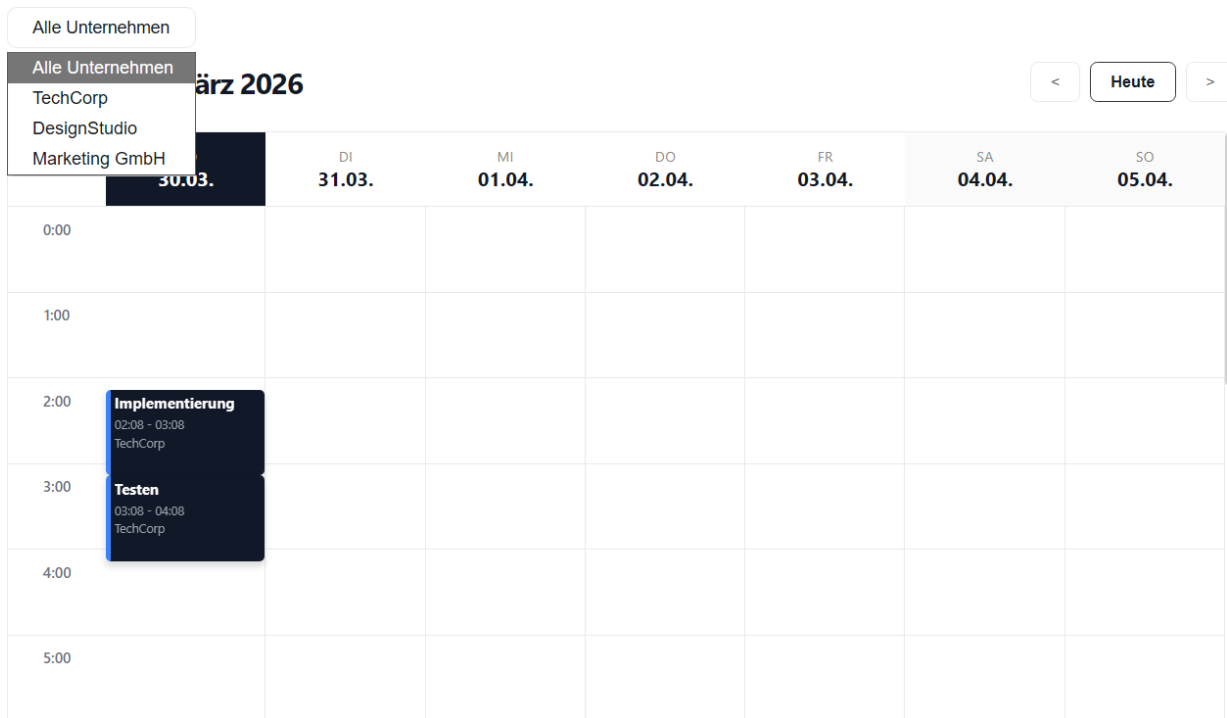 Alle Unternehmen
Alle Unternehmen
TechCorp
DesignStudio
Marketing GmbH
ärz 2026
<
Heute
>
30.03.
DI
31.03.
MI
01.04.
DO
02.04.
FR
03.04.
SA
04.04.
SO
05.04.
0:00
1:00
2:00
Implementierung
02:08 - 03:08
TechCorp
3:00
Testen
03:08 - 04:08
TechCorp
4:00
5:00